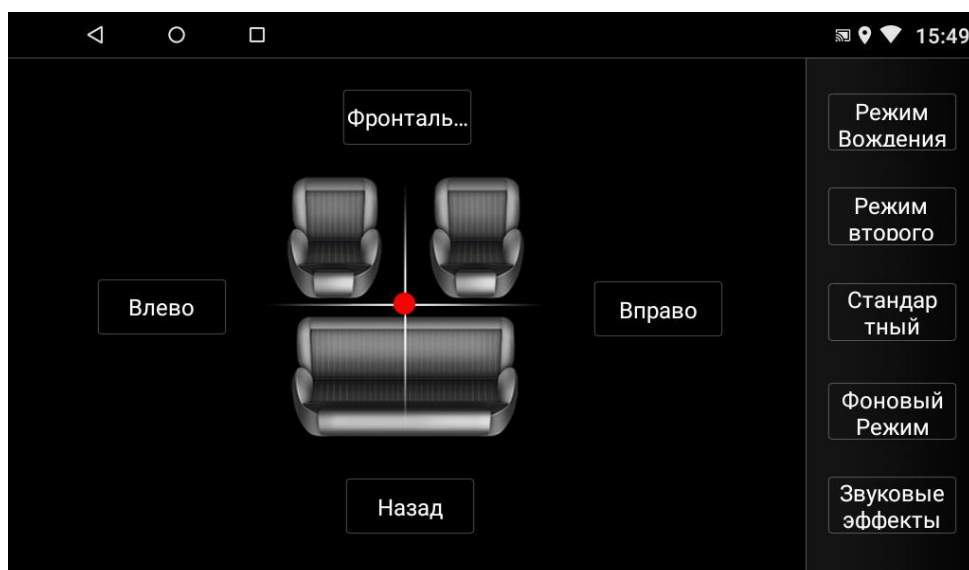 15:49
Фронталь...
Режим
Вождения
Режим
второго
Влево
Вправо
Стандар
тный
Фоновый
Режим
Назад
Звуковые
эффекты